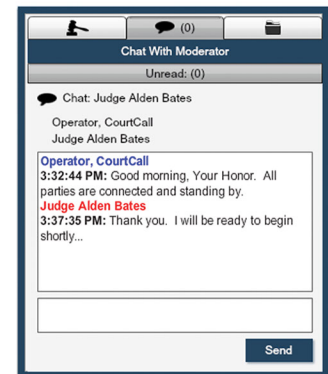 (0)
Chat With Moderator
Unread: (0)
Chat: Judge Alden Bates
Operator, CourtCall
Judge Alden Bates
Operator, CourtCall
3:32:44 PM: Good morning, Your Honor. All
parties are connected and standing by.
Judge Alden Bates
3:37:35 PM: Thank you. I will be ready to begin
shortly...
Send